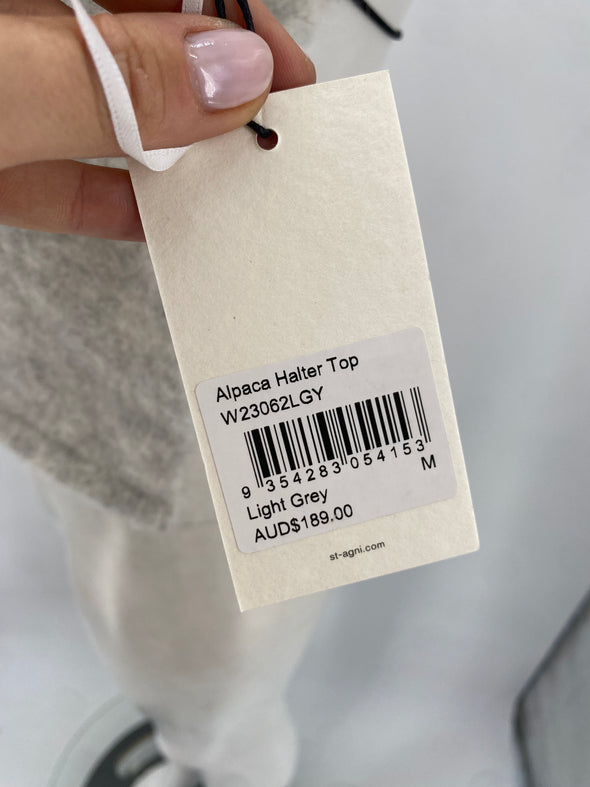 Alpaca Halter Top
W23062LGY
9 354283 054153
M
Light Grey
AUD$189.00
st-agni.com